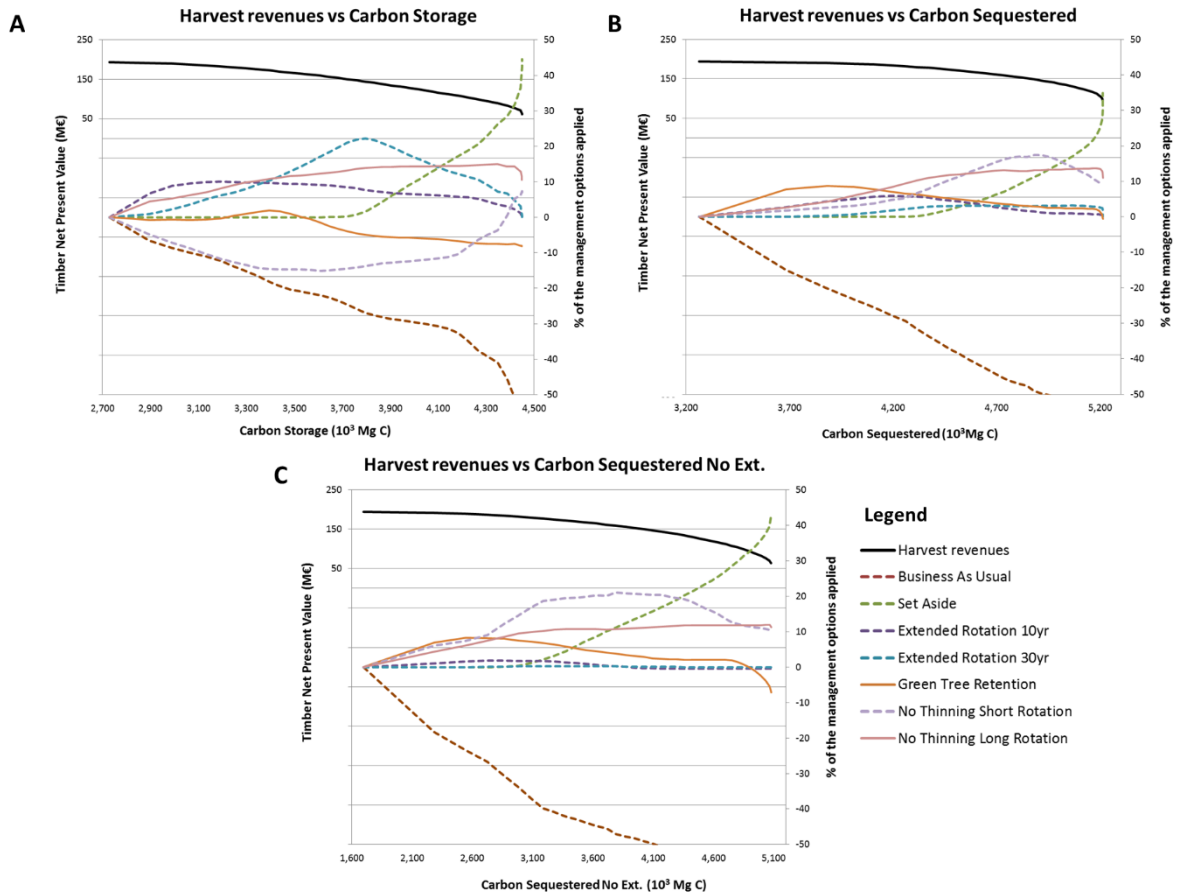 A
Harvest revenues vs Carbon Storage
Timber Net Present Value (M€)
250
150
50
50
40
30
20
10
0
-10
-20
-30
-40
-50
% of the management options applied
2,700 2,900 3,100 3,300 3,500 3,700 3,900 4,100 4,300 4,500
Carbon Storage (10³ Mg C)
B
Harvest revenues vs Carbon Sequestered
Timber Net Present Value (M€)
250
150
50
...
50
40
30
20
10
0
-10
-20
-30
-40
-50
% of the management options applied
3,200 3,700 4,200 4,700 5,200
Carbon Sequestered (10³Mg C)
C
Harvest revenues vs Carbon Sequestered No Ext.
Timber Net Present Value (M€)
250
150
50
50
40
30
20
10
0
-10
-20
-30
-40
-50
% of the management options applied
1,600 2,100 2,600 3,100 3,600 4,100 4,600 5,100
Carbon Sequestered No Ext. (10³ Mg C)
Legend
Harvest revenues
Business As Usual
Set Aside
Extended Rotation 10yr
Extended Rotation 30yr
Green Tree Retention
No Thinning Short Rotation
No Thinning Long Rotation